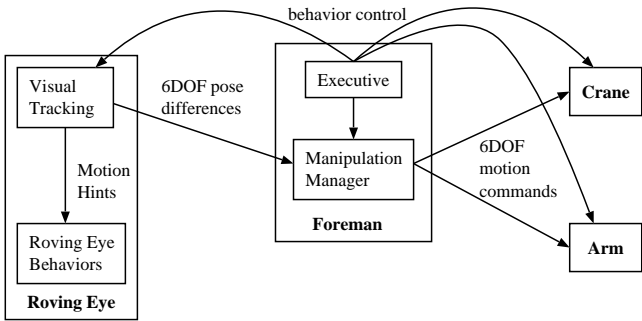 behavior control
Visual
Tracking
6DOF pose
differences
Executive
Crane
Motion
Hints
Manipulation
Manager
6DOF
motion
commands
Roving Eye
Behaviors
Foreman
Arm
Roving Eye